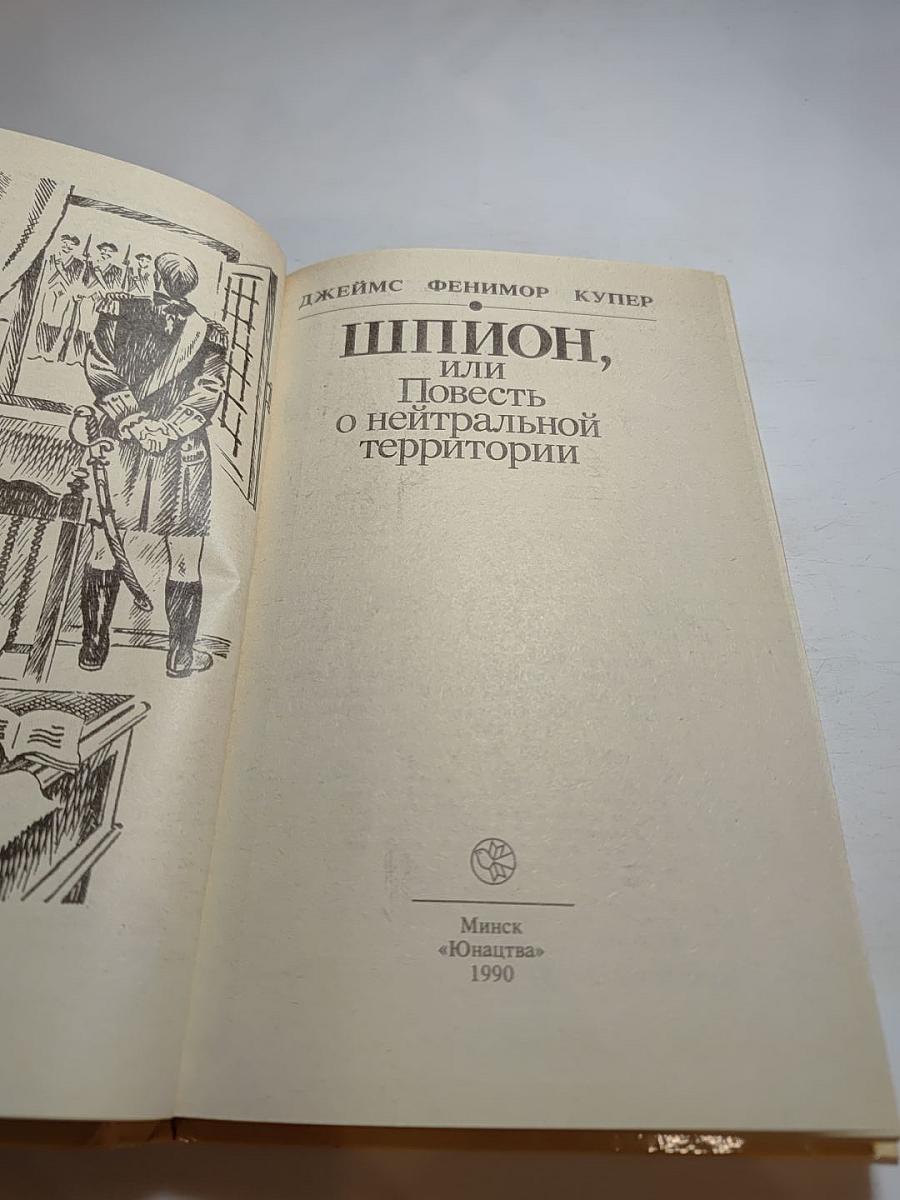 ДЖЕЙМС ФЕНИМОР КУПЕР
ШПИОН,
или
Повесть
о нейтральной
территории
Минск
«Юнацтва»
1990